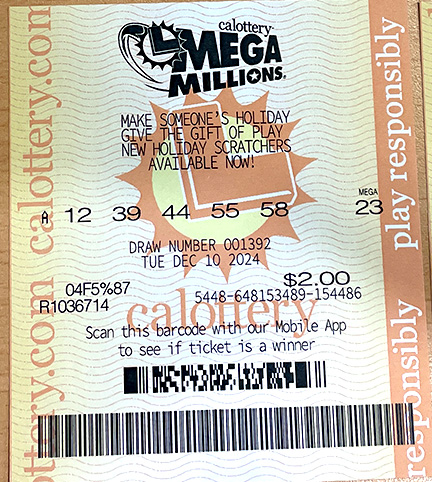 calottery
MEGA
MILLIONS®
MAKE SOMEONE'S HOLIDAY
GIVE THE GIFT OF PLAY
NEW HOLIDAY SCRATCHERS
AVAILABLE NOW!
MEGA
A 12 39 44 55 58 23
DRAW NUMBER 001392
TUE DEC 10 2024
$2.00
04F5%87
5448-648153489-154486
R1036714
calottery
Scan this barcode with our Mobile App
to see if ticket is a winner
ottery.com calottery.com
play responsibly
responsibly